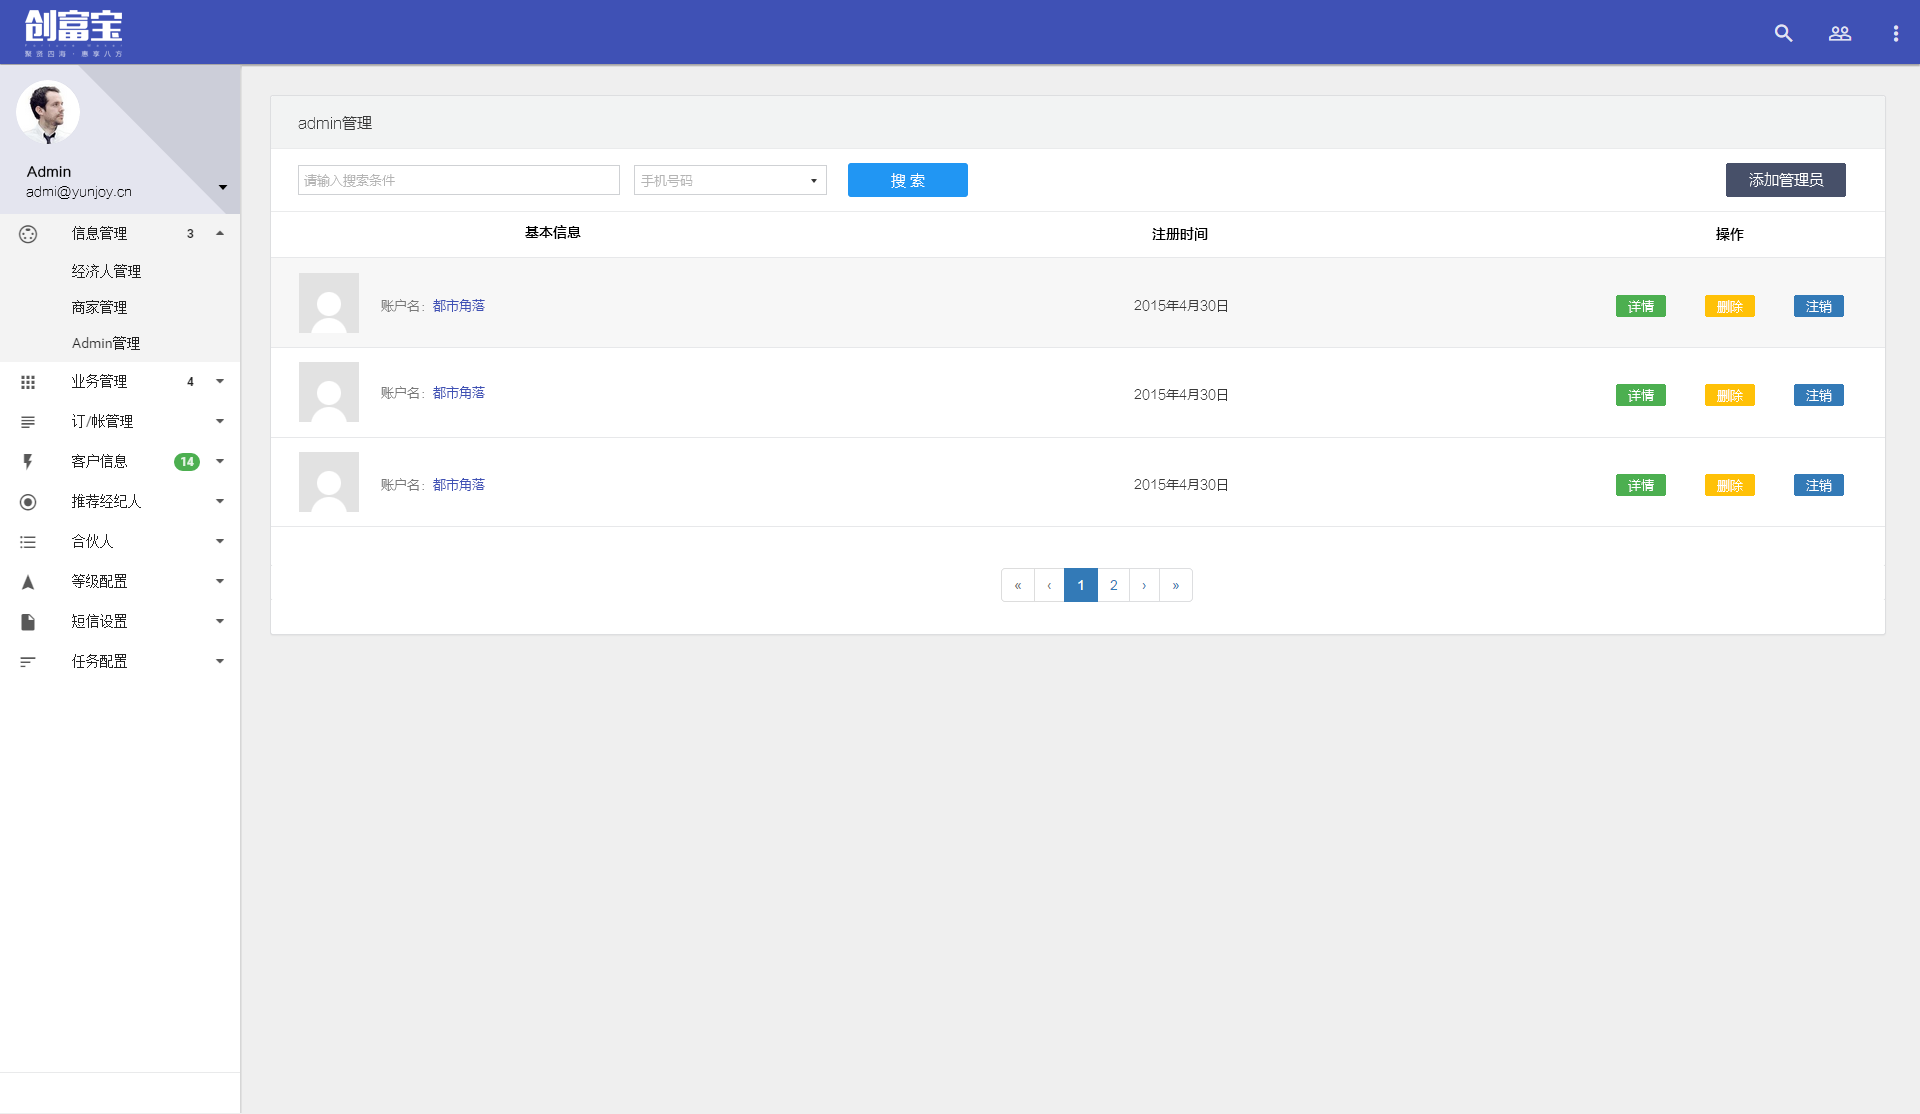 创富宝
聚贤四海·惠享八方
Admin
admi@yunjoy.cn
信息管理 3
经济人管理
商家管理
Admin管理
业务管理 4
订/帐管理
客户信息 14
推荐经纪人
合伙人
等级配置
短信设置
任务配置
admin管理
请输入搜索条件 手机号码 搜 索 添加管理员
基本信息 注册时间 操作
账户名：都市角落 2015年4月30日 详情 删除 注销
账户名：都市角落 2015年4月30日 详情 删除 注销
账户名：都市角落 2015年4月30日 详情 删除 注销
« ‹ 1 2 › »